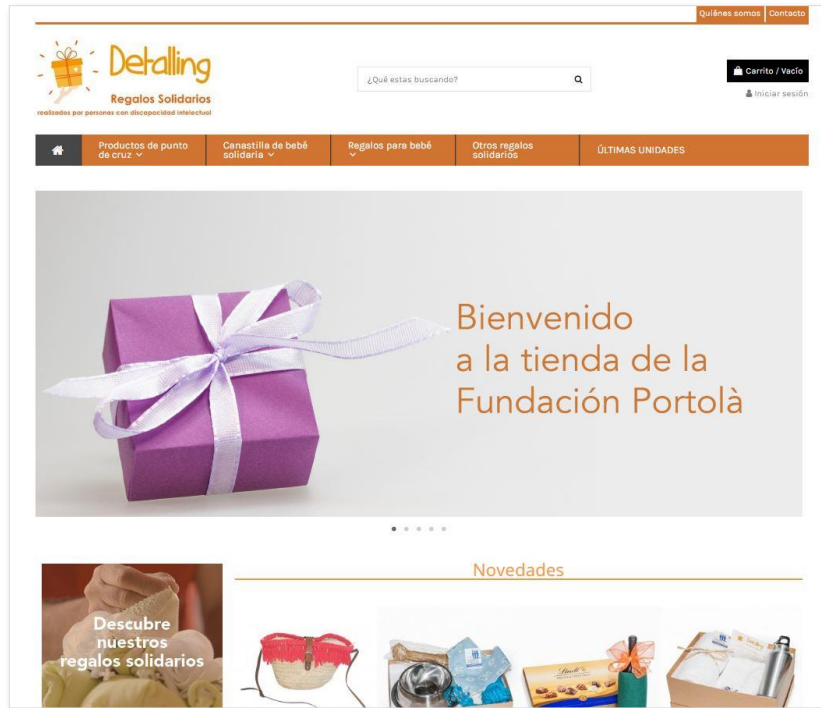 Quiénes somos Contacto
Detalling
Regalos Solidarios
realizados por personas con discapacidad intelectual
¿Qué estas buscando?
Carrito / Vacío
Iniciar sesión
Productos de punto
de cruz
Canastilla de bebé
solidaria
Regalos para bebé
Otros regalos
solidarios
ÚLTIMAS UNIDADES
Bienvenido
a la tienda de la
Fundación Portolà
Novedades
Descubre
nuestros
regalos solidarios
Lindt